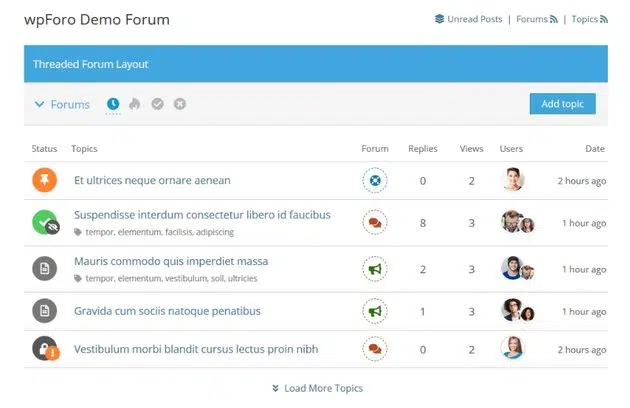 wpForo Demo Forum
Unread Posts | Forums | Topics
Threaded Forum Layout
Forums
Add topic
Status Topics Forum Replies Views Users Date
Et ultrices neque ornare aenean 0 2 2 hours ago
Suspendisse interdum consectetur libero id faucibus 8 3 1 hour ago
tempor, elementum, facilisis, adipiscing
Mauris commodo quis imperdiet massa 2 3 1 hour ago
tempor, elementum, vestibulum, soll, ultricies
Gravida cum sociis natoque penatibus 1 3 1 hour ago
Vestibulum morbi blandit cursus lectus proin nibh 0 2 2 hours ago
Load More Topics